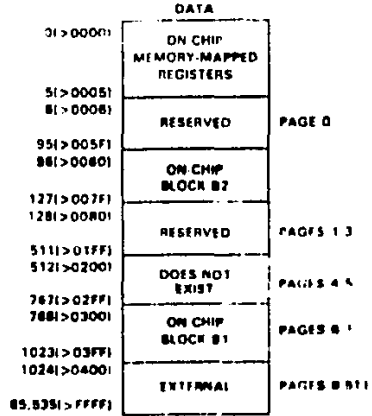 DATA
0(>0000)
ON CHIP
MEMORY-MAPPED
REGISTERS
5(>0005)
6(>0006)
RESERVED
PAGE 0
95(>005F)
96(>0060)
ON-CHIP
BLOCK B2
127(>007F)
128(>0080)
RESERVED
PAGES 1-3
511(>01FF)
512(>0200)
DOES NOT
EXIST
PAGES 4-5
767(>02FF)
768(>0300)
ON CHIP
BLOCK B1
PAGES 6-7
1023(>03FF)
1024(>0400)
EXTERNAL
PAGES 8-511
65,535(>FFFF)